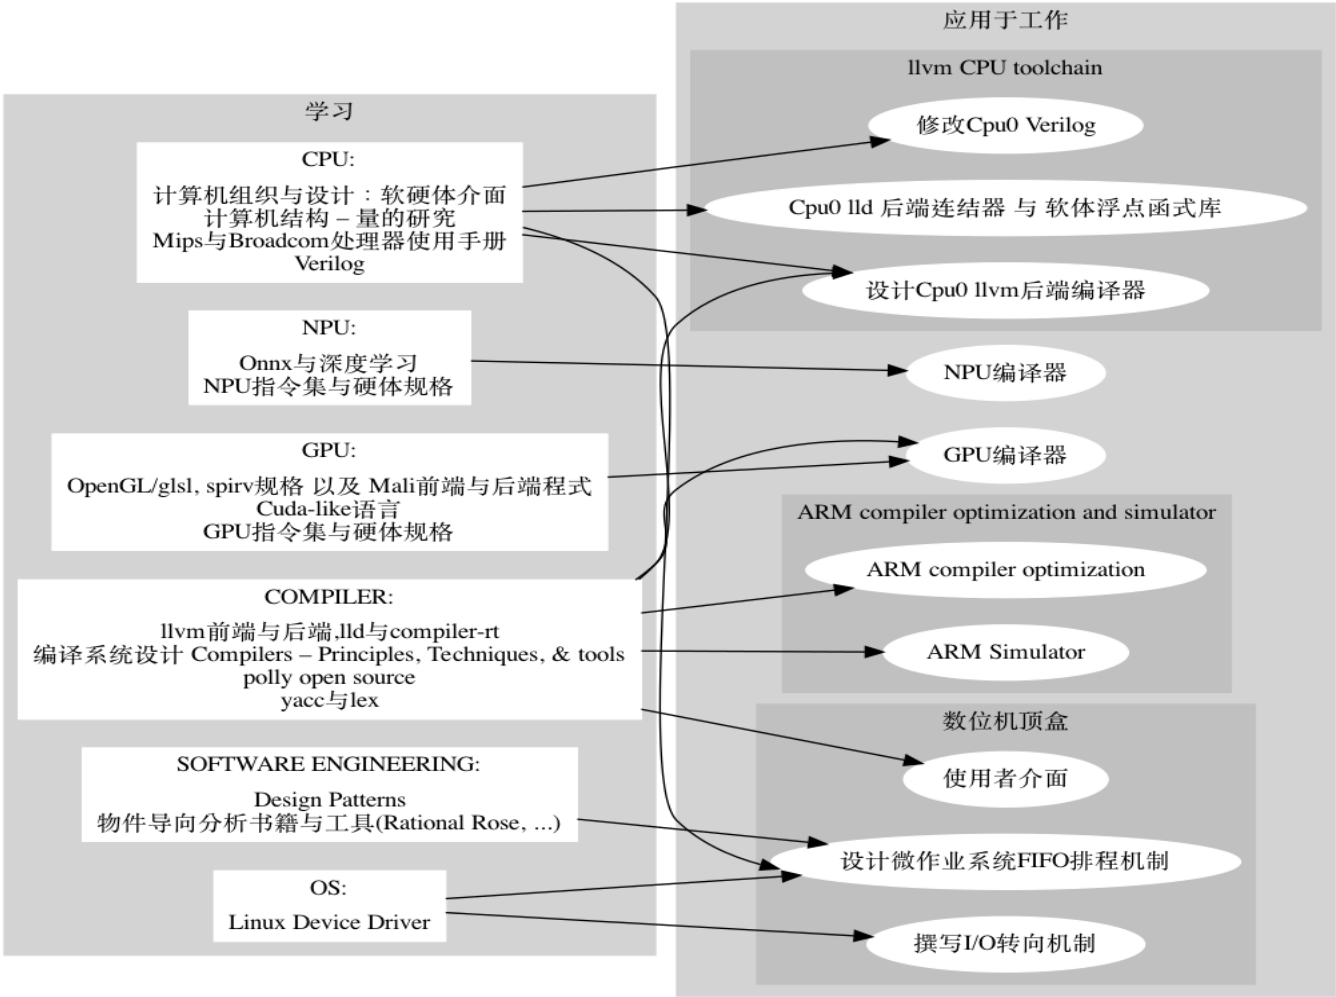 学习
CPU:
计算机组织与设计：软硬体介面
计算机结构 – 量的研究
Mips与Broadcom处理器使用手册
Verilog
NPU:
Onnx与深度学习
NPU指令集与硬体规格
GPU:
OpenGL/glsl, spirv规格 以及 Mali前端与后端程式
Cuda-like语言
GPU指令集与硬体规格
COMPILER:
llvm前端与后端,lld与compiler-rt
编译系统设计 Compilers – Principles, Techniques, & tools
polly open source
yacc与lex
SOFTWARE ENGINEERING:
Design Patterns
物件导向分析书籍与工具(Rational Rose, ...)
OS:
Linux Device Driver
应用于工作
llvm CPU toolchain
修改Cpu0 Verilog
Cpu0 lld 后端连结器 与 软体浮点函式库
设计Cpu0 llvm后端编译器
NPU编译器
GPU编译器
ARM compiler optimization and simulator
ARM compiler optimization
ARM Simulator
数位机顶盒
使用者介面
设计微作业系统FIFO排程机制
撰写I/O转向机制